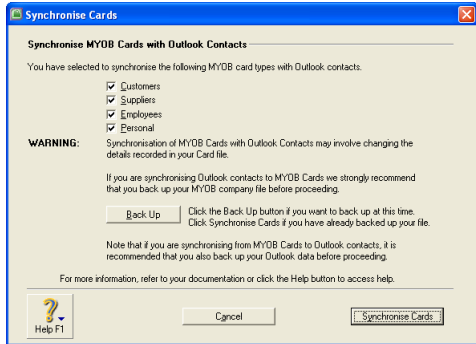 Synchronise Cards
Synchronise MYOB Cards with Outlook Contacts
You have selected to synchronise the following MYOB card types with Outlook contacts.
Customers
Suppliers
Employees
Personal
WARNING: Synchronisation of MYOB Cards with Outlook Contacts may involve changing the
details recorded in your Card file.
If you are synchronising Outlook contacts to MYOB Cards we strongly recommend
that you back up your MYOB company file before proceeding.
Back Up Click the Back Up button if you want to back up at this time.
Click Synchronise Cards if you have already backed up your file.
Note that if you are synchronising from MYOB Cards to Outlook contacts, it is
recommended that you also back up your Outlook data before proceeding.
For more information, refer to your documentation or click the Help button to access help.
Help F1 Cancel Synchronise Cards